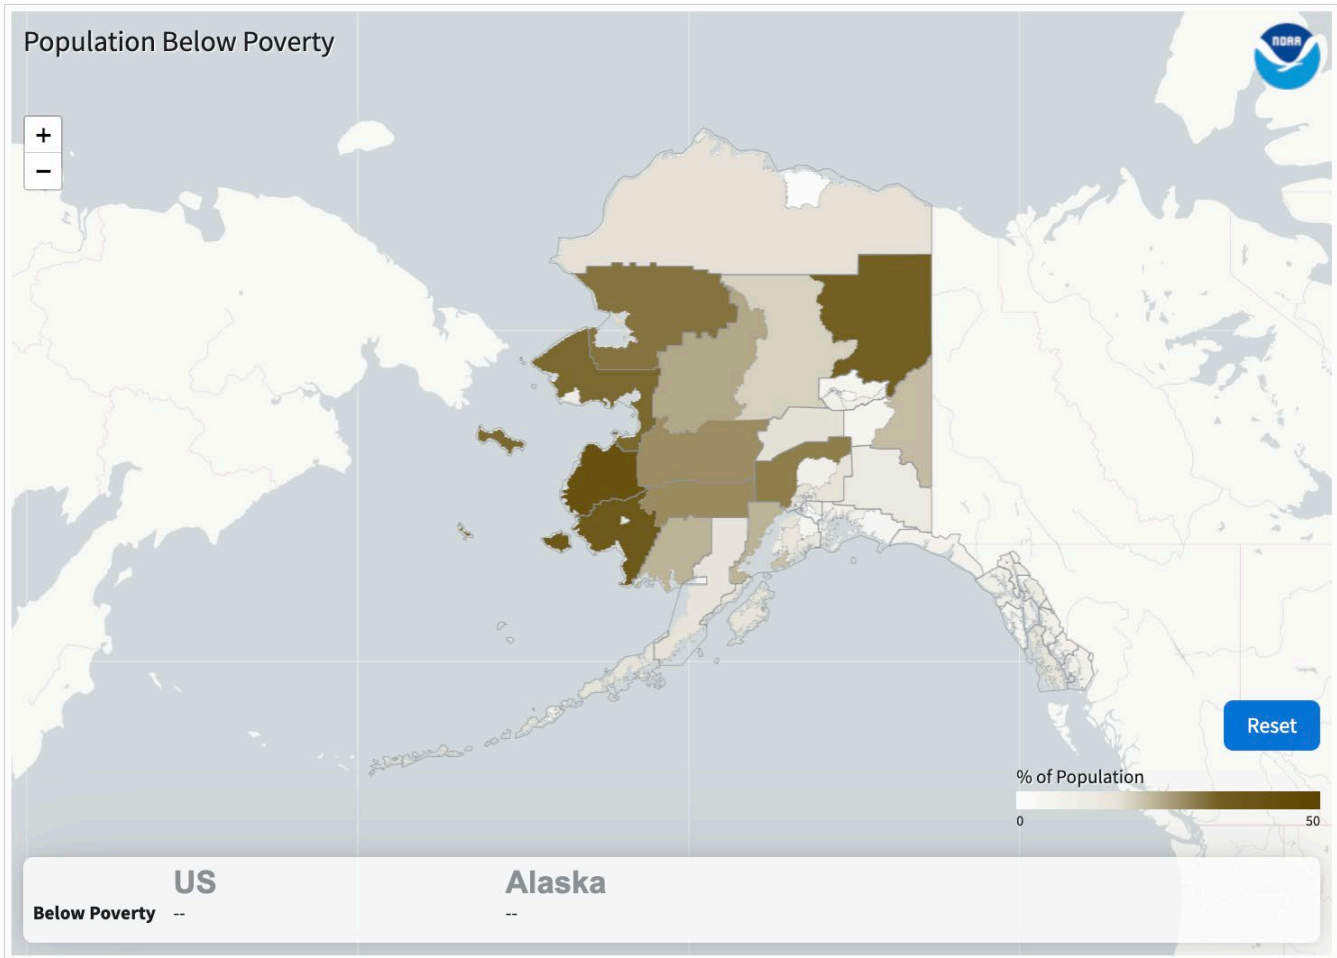 Population Below Poverty
NOAA
+
−
Reset
% of Population
0 50
US Alaska
Below Poverty -- --